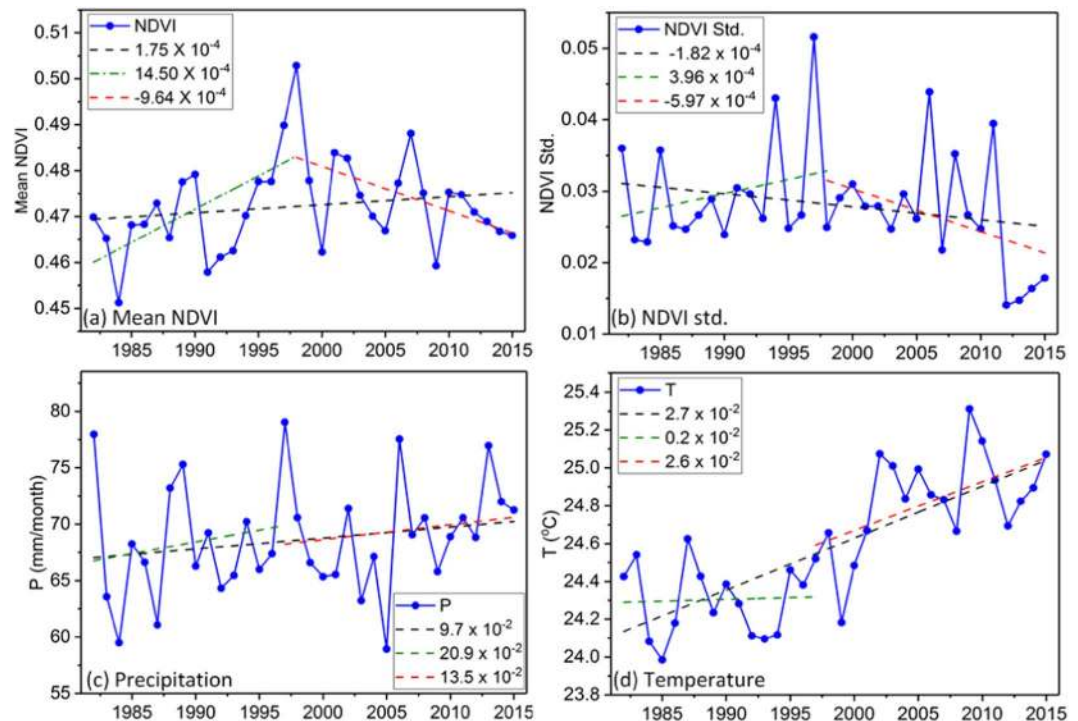 0.51
0.50
0.49
0.48
0.47
0.46
0.45
Mean NDVI
NDVI
1.75 X 10⁻⁴
14.50 X 10⁻⁴
-9.64 X 10⁻⁴
(a) Mean NDVI
1985 1990 1995 2000 2005 2010 2015
0.05
0.04
0.03
0.02
0.01
NDVI Std.
NDVI Std.
-1.82 x 10⁻⁴
3.96 x 10⁻⁴
-5.97 x 10⁻⁴
(b) NDVI std.
1985 1990 1995 2000 2005 2010 2015
80
75
70
65
60
55
P (mm/month)
P
9.7 x 10⁻²
20.9 x 10⁻²
13.5 x 10⁻²
(c) Precipitation
1985 1990 1995 2000 2005 2010 2015
25.4
25.2
25.0
24.8
24.6
24.4
24.2
24.0
23.8
T (°C)
T
2.7 x 10⁻²
0.2 x 10⁻²
2.6 x 10⁻²
(d) Temperature
1985 1990 1995 2000 2005 2010 2015